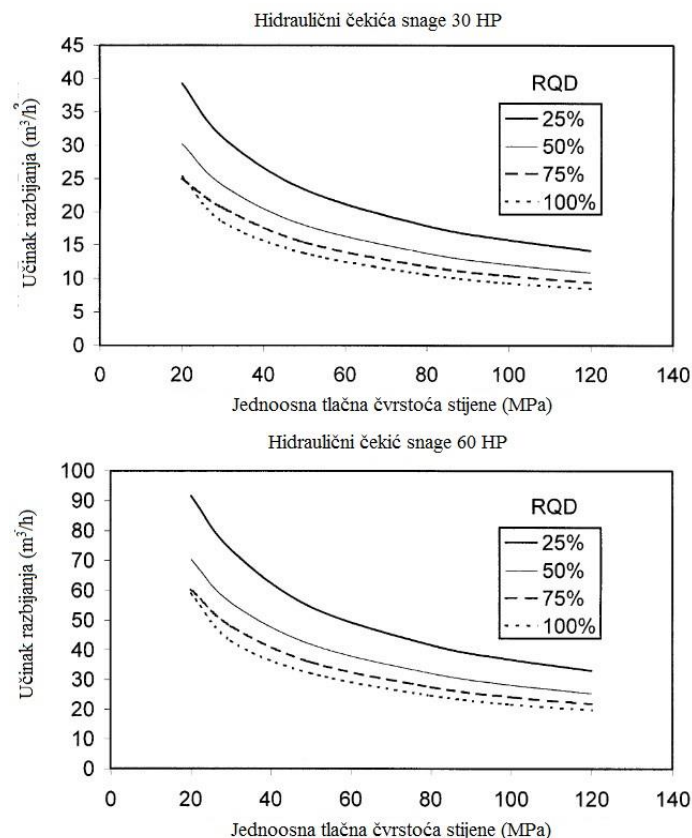 Hidraulični čekića snage 30 HP
45
40
35
30
25
20
15
10
5
0
Učinak razbijanja (m³/h)
RQD
25%
50%
75%
100%
0 20 40 60 80 100 120 140
Jednoosna tlačna čvrstoća stijene (MPa)
Hidraulični čekić snage 60 HP
100
90
80
70
60
50
40
30
20
10
0
Učinak razbijanja (m³/h)
RQD
25%
50%
75%
100%
0 20 40 60 80 100 120 140
Jednoosna tlačna čvrstoća stijene (MPa)